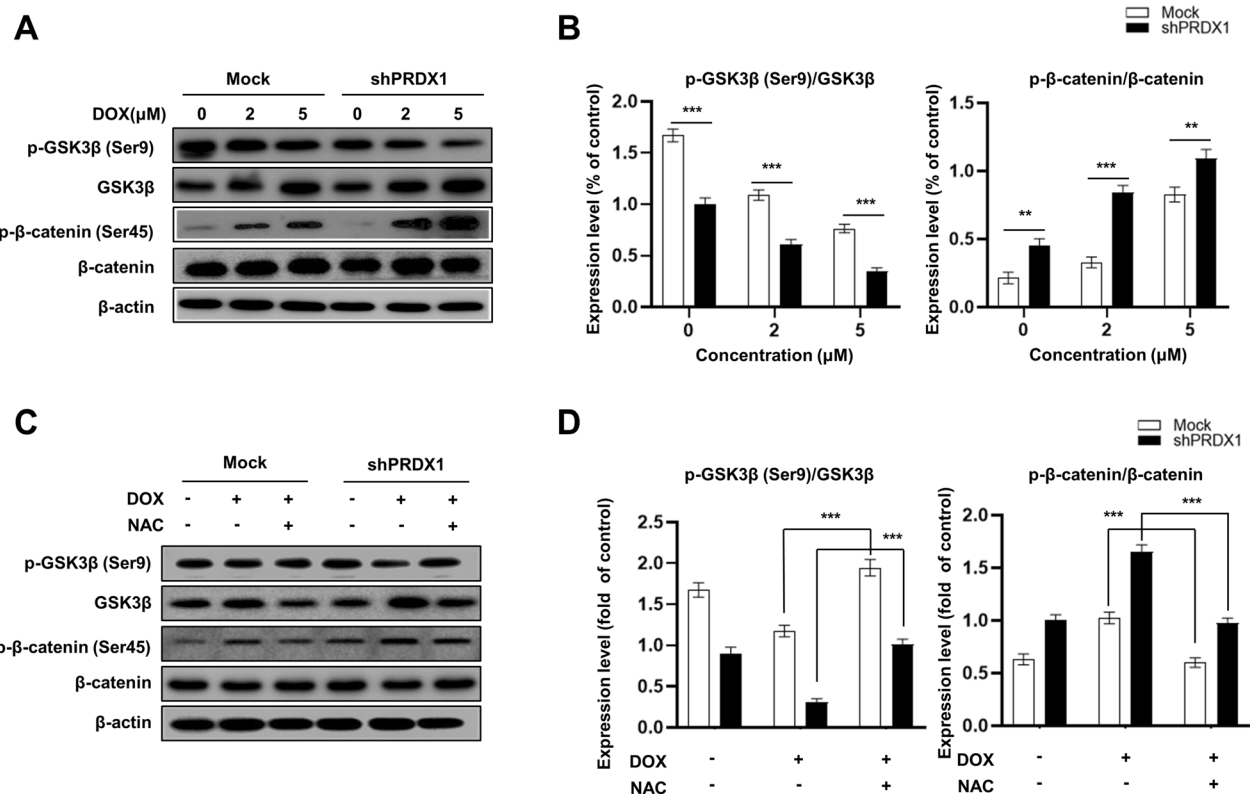 A
Mock shPRDX1
DOX(μM) 0 2 5 0 2 5
p-GSK3β (Ser9)
GSK3β
p-β-catenin (Ser45)
β-catenin
β-actin
B
Mock
shPRDX1
p-GSK3β (Ser9)/GSK3β
Expression level (% of control)
2.0
1.5
1.0
0.5
0.0
*** *** ***
0 2 5
Concentration (μM)
p-β-catenin/β-catenin
Expression level (% of control)
1.5
1.0
0.5
0.0
** *** **
0 2 5
Concentration (μM)
C
Mock shPRDX1
DOX - + + - + +
NAC - - + - - +
p-GSK3β (Ser9)
GSK3β
p-β-catenin (Ser45)
β-catenin
β-actin
D
Mock
shPRDX1
p-GSK3β (Ser9)/GSK3β
Expression level (fold of control)
2.5
2.0
1.5
1.0
0.5
0.0
*** ***
DOX - + +
NAC - - +
p-β-catenin/β-catenin
Expression level (fold of control)
2.0
1.5
1.0
0.5
0.0
*** ***
DOX - + +
NAC - - +